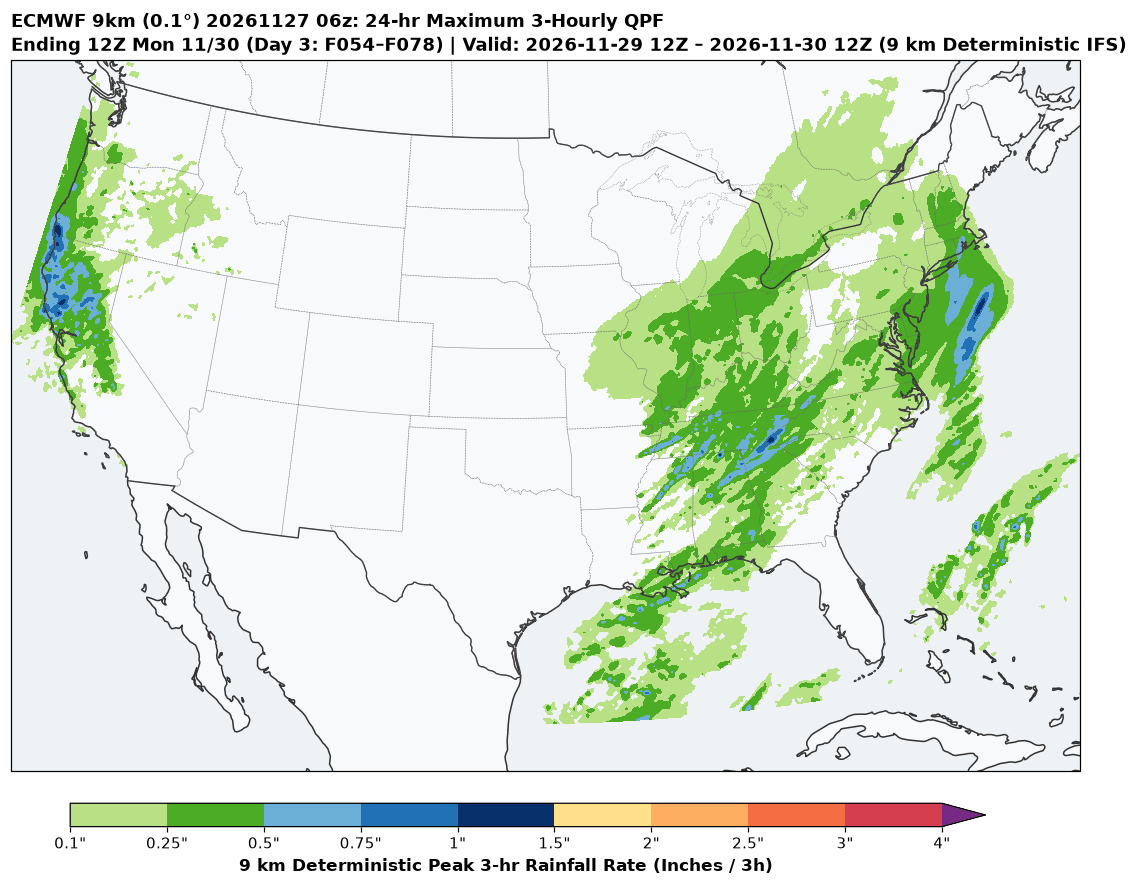 ECMWF 9km (0.1°) 20261127 06z: 24-hr Maximum 3-Hourly QPF
Ending 12Z Mon 11/30 (Day 3: F054–F078) | Valid: 2026-11-29 12Z – 2026-11-30 12Z (9 km Deterministic IFS)
0.1" 0.25" 0.5" 0.75" 1" 1.5" 2" 2.5" 3" 4"
9 km Deterministic Peak 3-hr Rainfall Rate (Inches / 3h)